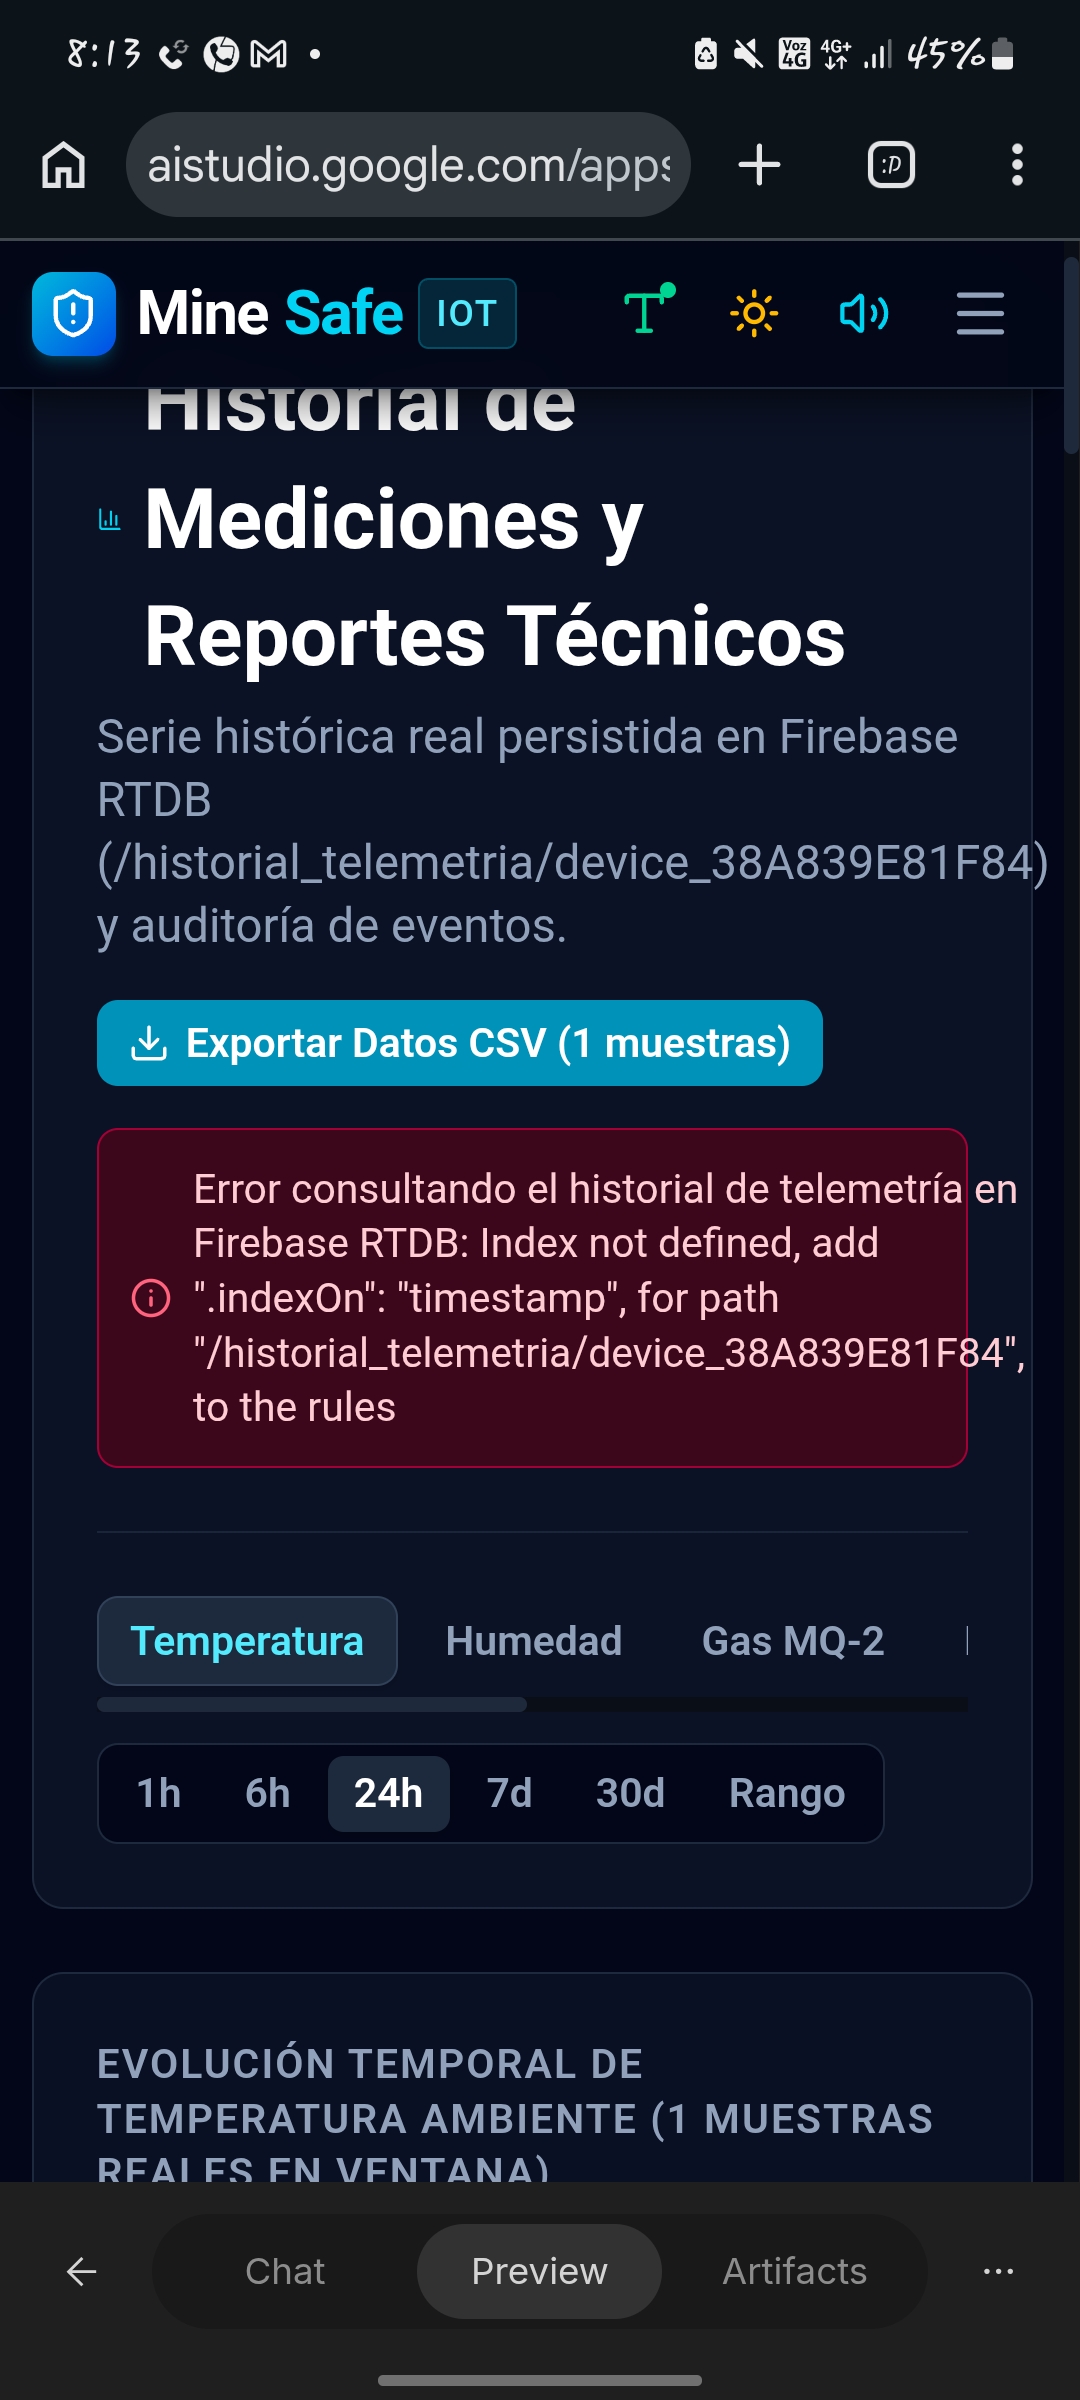 8:13
Voz 4G
4G+
45%
aistudio.google.com/apps
:D
Mine Safe
IOT
Historial de
Mediciones y
Reportes Técnicos
Serie histórica real persistida en Firebase
RTDB
(/historial_telemetria/device_38A839E81F84)
y auditoría de eventos.
Exportar Datos CSV (1 muestras)
Error consultando el historial de telemetría en
Firebase RTDB: Index not defined, add
".indexOn": "timestamp", for path
"/historial_telemetria/device_38A839E81F84",
to the rules
Temperatura Humedad Gas MQ-2
1h 6h 24h 7d 30d Rango
EVOLUCIÓN TEMPORAL DE
TEMPERATURA AMBIENTE (1 MUESTRAS
REALES EN VENTANA)
Chat Preview Artifacts